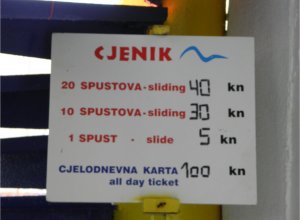 CJENIK
20 SPUSTOVA - sliding 40 kn
10 SPUSTOVA - sliding 30 kn
1 SPUST - slide 5 kn
CJELODNEVNA KARTA 100 kn
all day ticket